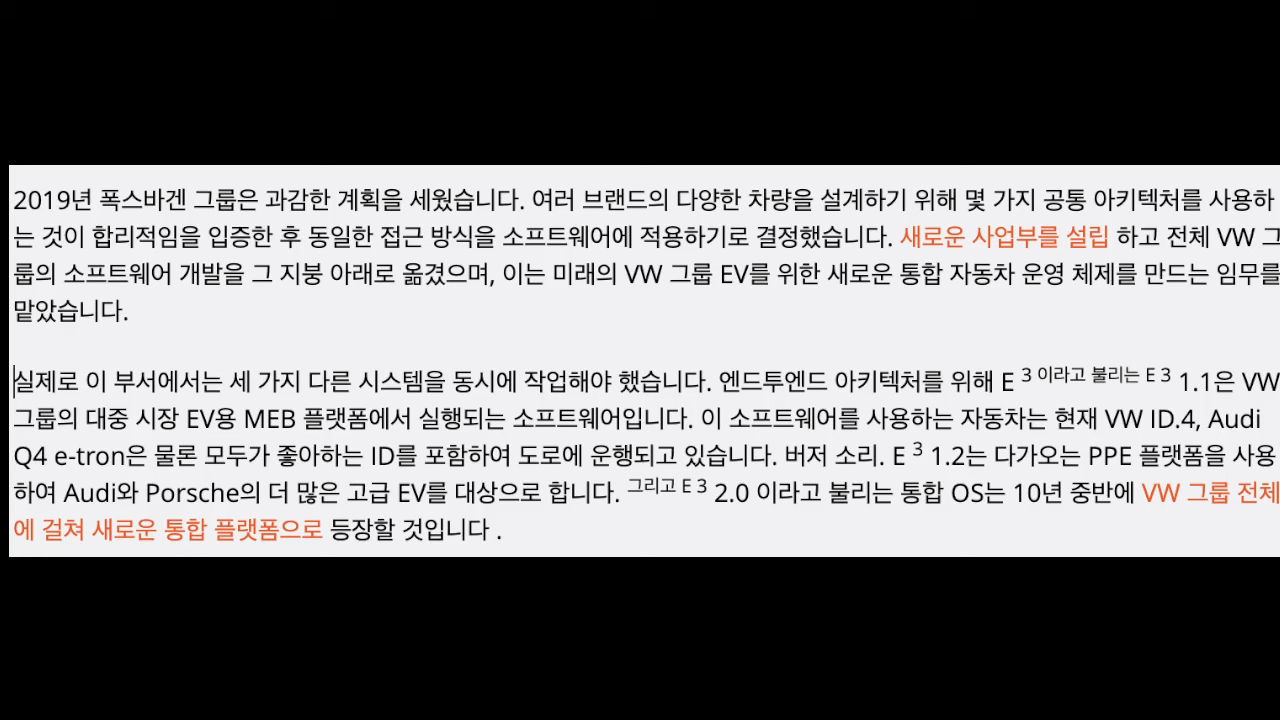 2019년 폭스바겐 그룹은 과감한 계획을 세웠습니다. 여러 브랜드의 다양한 차량을 설계하기 위해 몇 가지 공통 아키텍처를 사용하
는 것이 합리적임을 입증한 후 동일한 접근 방식을 소프트웨어에 적용하기로 결정했습니다. 새로운 사업부를 설립 하고 전체 VW 그
룹의 소프트웨어 개발을 그 지붕 아래로 옮겼으며, 이는 미래의 VW 그룹 EV를 위한 새로운 통합 자동차 운영 체제를 만드는 임무를
맡았습니다.
실제로 이 부서에서는 세 가지 다른 시스템을 동시에 작업해야 했습니다. 엔드투엔드 아키텍처를 위해 E 3 이라고 불리는 E 3 1.1은 VW
그룹의 대중 시장 EV용 MEB 플랫폼에서 실행되는 소프트웨어입니다. 이 소프트웨어를 사용하는 자동차는 현재 VW ID.4, Audi
Q4 e-tron은 물론 모두가 좋아하는 ID를 포함하여 도로에 운행되고 있습니다. 버저 소리. E 3 1.2는 다가오는 PPE 플랫폼을 사용
하여 Audi와 Porsche의 더 많은 고급 EV를 대상으로 합니다. 그리고 E 3 2.0 이라고 불리는 통합 OS는 10년 중반에 VW 그룹 전체
에 걸쳐 새로운 통합 플랫폼으로 등장할 것입니다 .